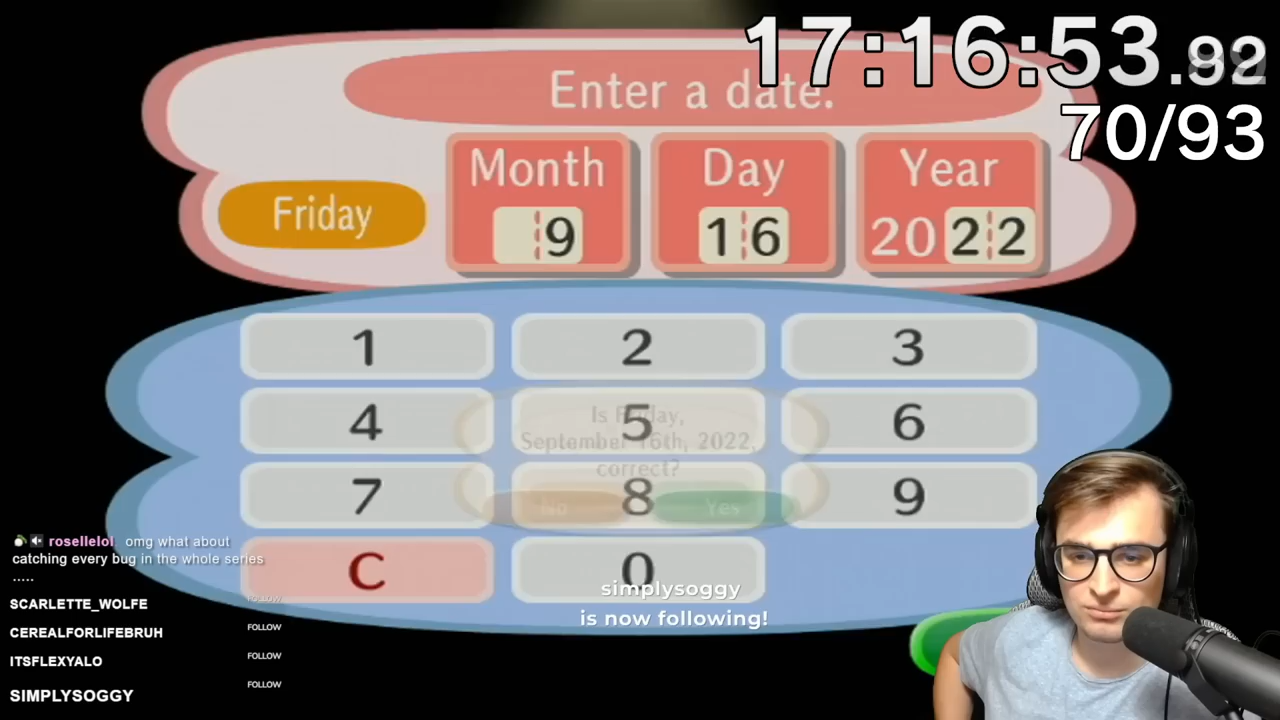 17:16:53.92
70/93
Enter a date.
Friday
Month
9
Day
16
Year
2022
1 2 3
4 5 6
7 8 9
C 0
Is Friday,
September 16th, 2022,
correct?
No Yes
rosellelol omg what about
catching every bug in the whole series
.....
SCARLETTE_WOLFE FOLLOW
CEREALFORLIFEBRUH FOLLOW
ITSFLEXYALO FOLLOW
SIMPLYSOGGY FOLLOW
simplysoggy
is now following!